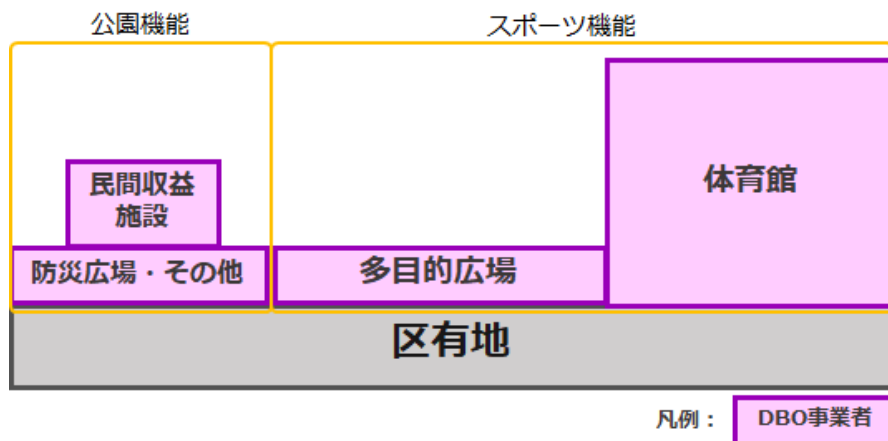 公園機能
スポーツ機能
民間収益
施設
体育館
防災広場・その他
多目的広場
区有地
凡例：
DBO事業者